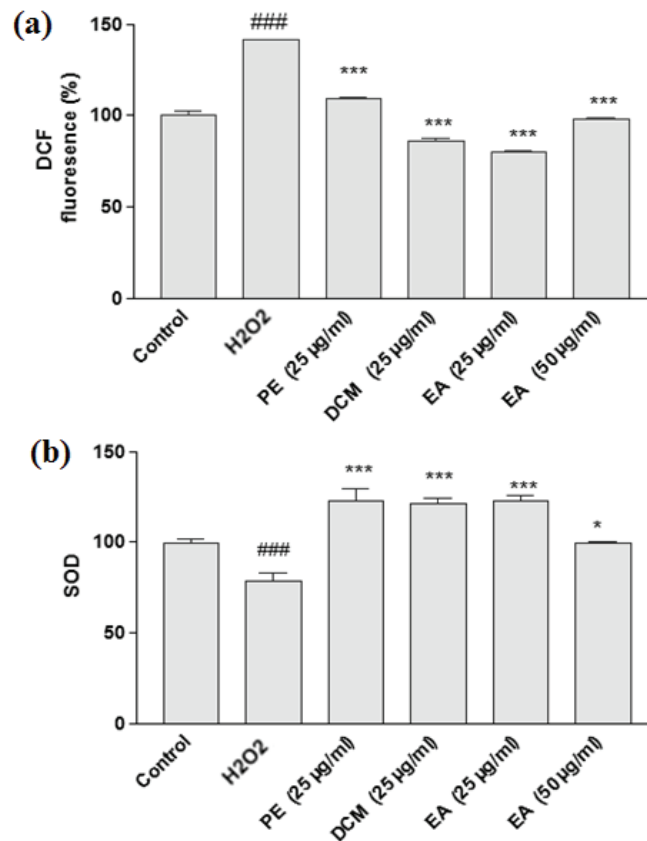 (a)
DCF
fluoresence (%)
150
100
50
0
###
***
***
***
***
Control
H2O2
PE (25 µg/ml)
DCM (25 µg/ml)
EA (25 µg/ml)
EA (50 µg/ml)
(b)
SOD
150
100
50
0
###
***
***
***
*
Control
H2O2
PE (25 µg/ml)
DCM (25 µg/ml)
EA (25 µg/ml)
EA (50 µg/ml)